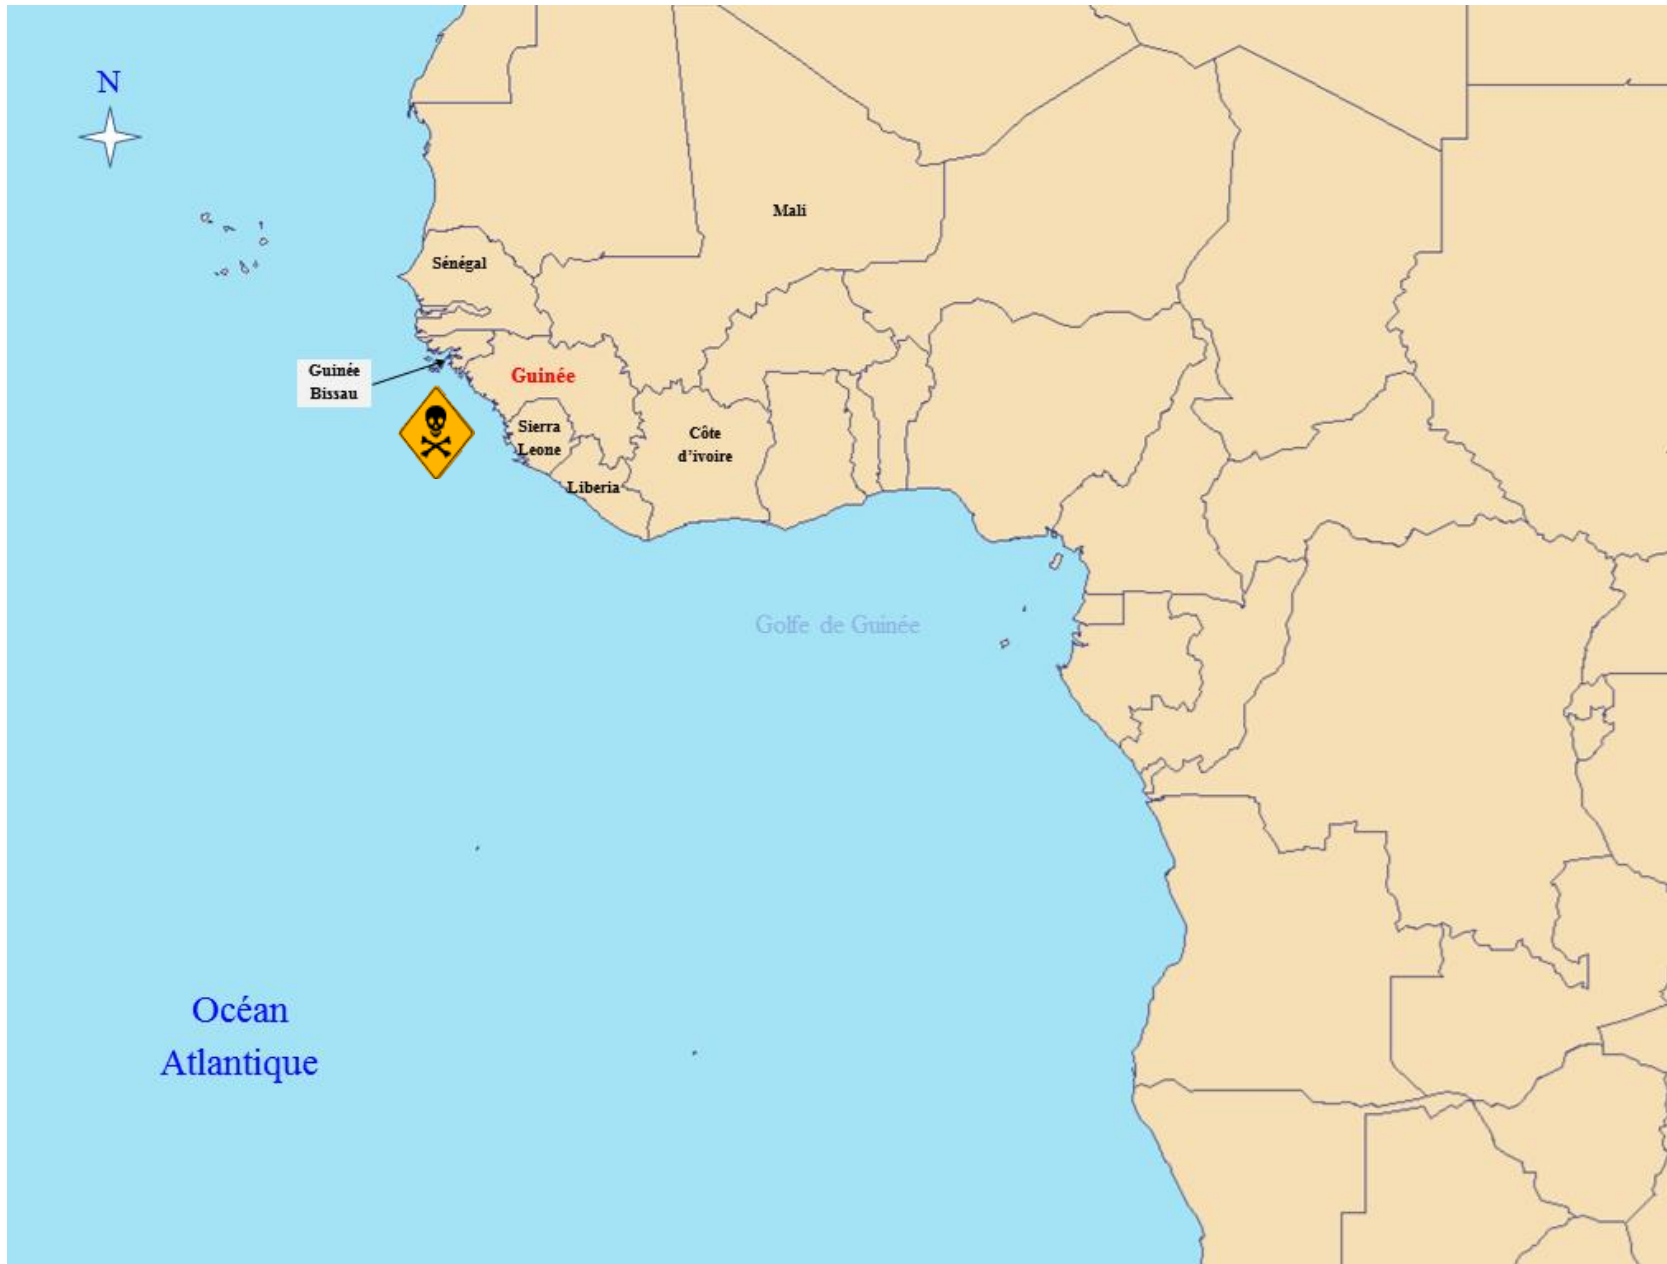 N
Mali
Sénégal
Guinée
Bissau
Guinée
Sierra
Leone
Côte
d'ivoire
Liberia
Golfe de Guinée
Océan
Atlantique